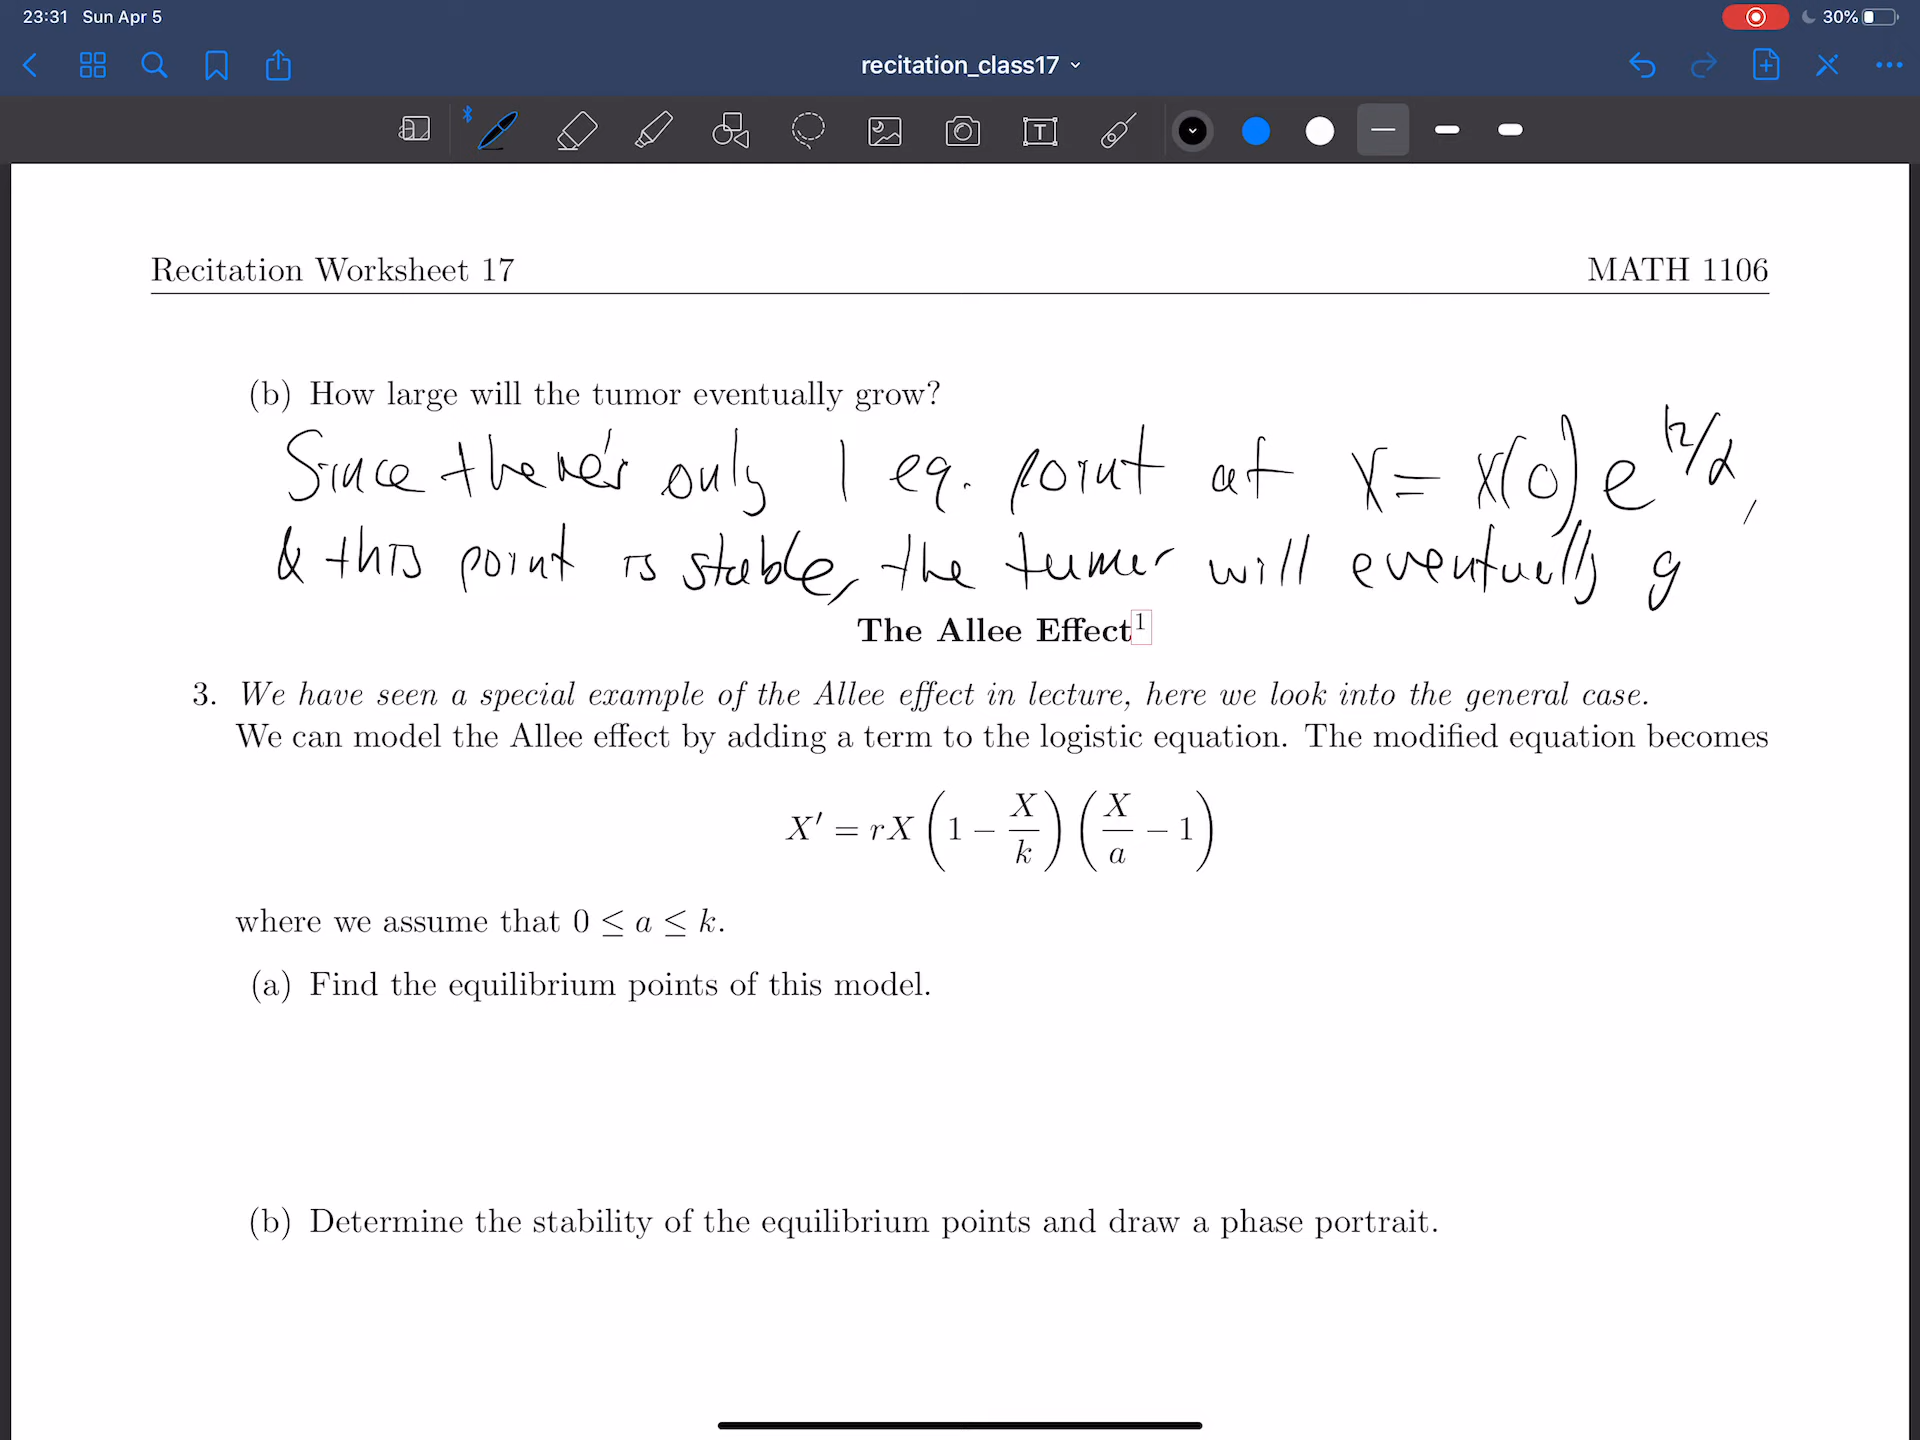 23:31 Sun Apr 5
30%
recitation_class17
Recitation Worksheet 17 MATH 1106
(b) How large will the tumor eventually grow?
Since there's only 1 eq. point at X = X(0) e^{k/α},
& this point is stable, the tumor will eventually g
The Allee Effect¹
3. We have seen a special example of the Allee effect in lecture, here we look into the general case.
We can model the Allee effect by adding a term to the logistic equation. The modified equation becomes
X′ = rX (1 − X/k) (X/a − 1)
where we assume that 0 ≤ a ≤ k.
(a) Find the equilibrium points of this model.
(b) Determine the stability of the equilibrium points and draw a phase portrait.